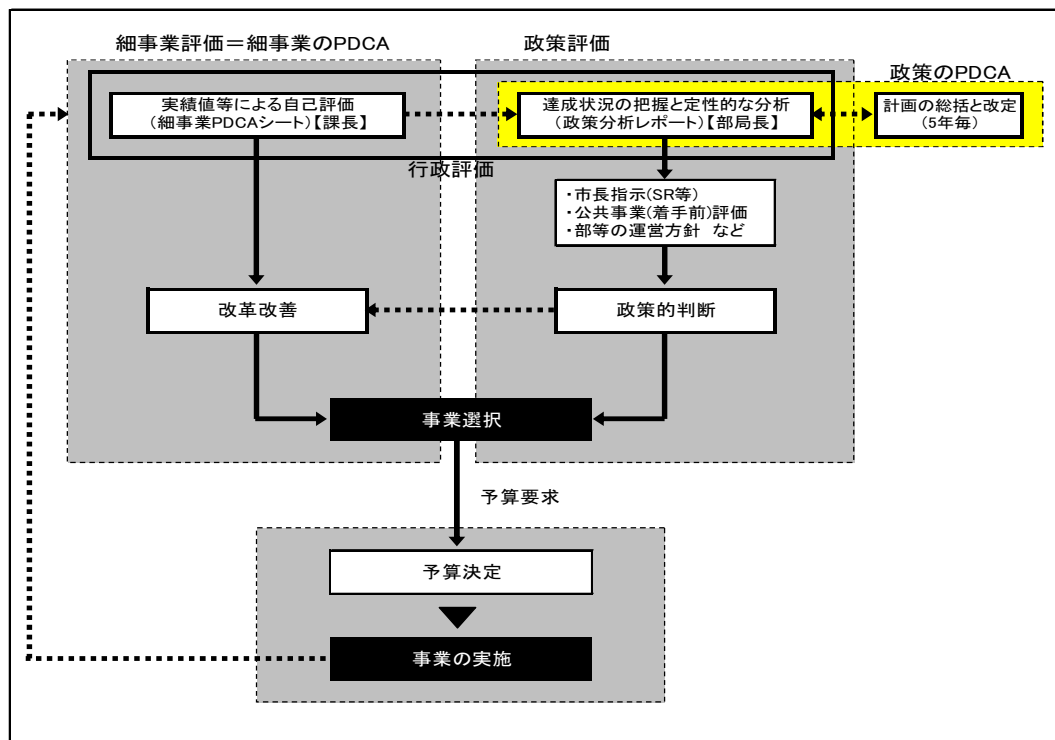 細事業評価＝細事業のPDCA
政策評価
政策のPDCA
実績値等による自己評価
(細事業PDCAシート)【課長】
達成状況の把握と定性的な分析
(政策分析レポート)【部局長】
計画の総括と改定
(5年毎)
行政評価
・市長指示(SR等)
・公共事業(着手前)評価
・部等の運営方針 など
改革改善
政策的判断
事業選択
予算要求
予算決定
事業の実施